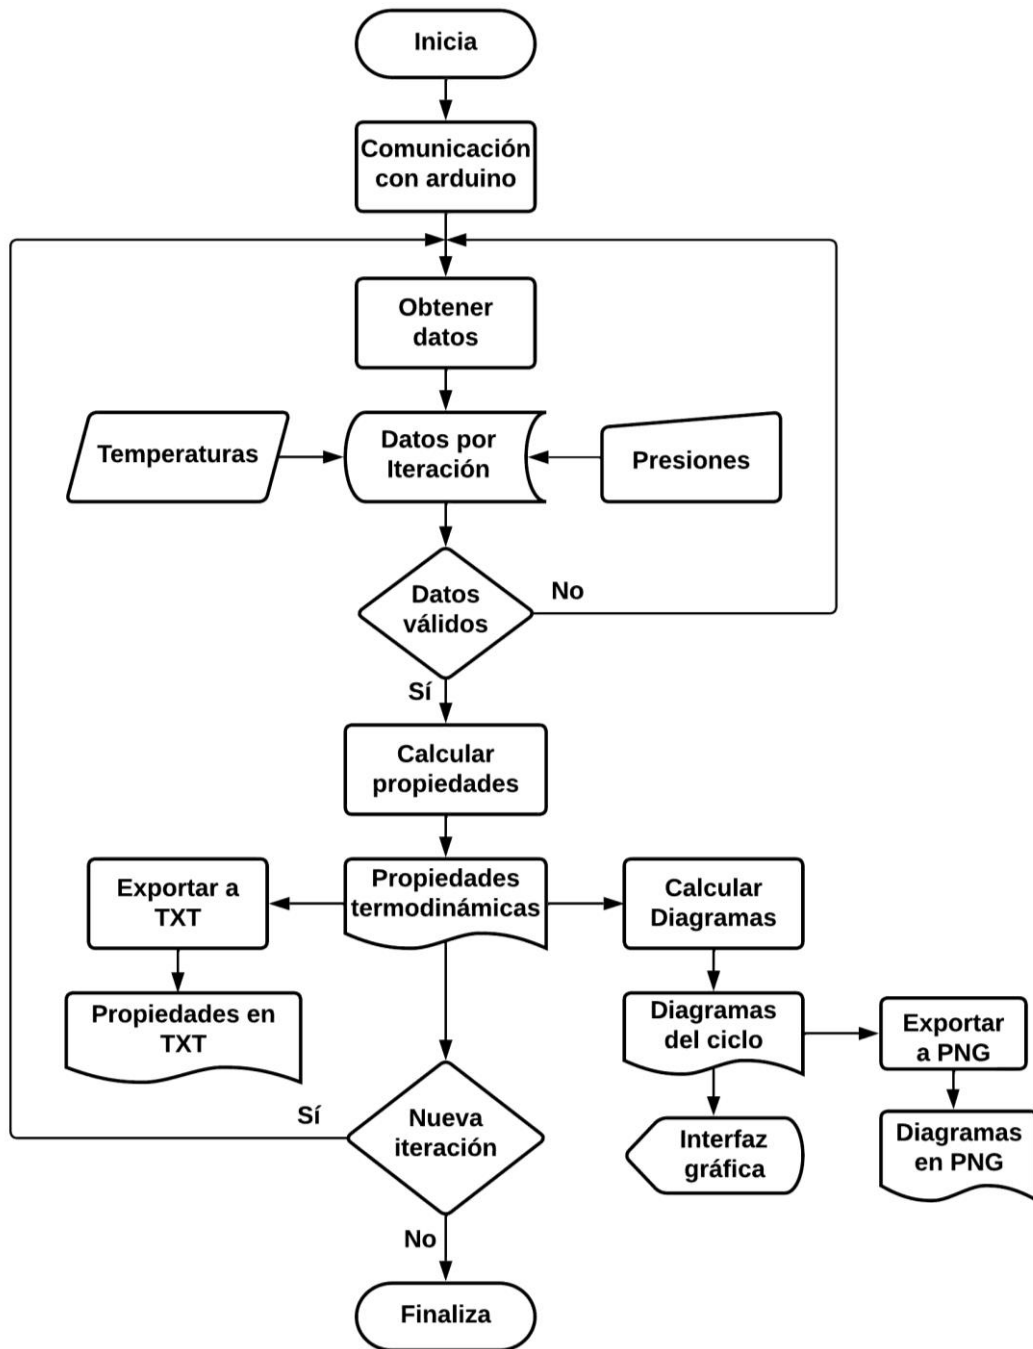 Inicia
Comunicación
con arduino
Obtener
datos
Temperaturas
Datos por
Iteración
Presiones
Datos
válidos
No
Sí
Calcular
propiedades
Exportar a
TXT
Propiedades
termodinámicas
Calcular
Diagramas
Propiedades en
TXT
Diagramas
del ciclo
Exportar
a PNG
Sí
Nueva
iteración
Interfaz
gráfica
Diagramas
en PNG
No
Finaliza